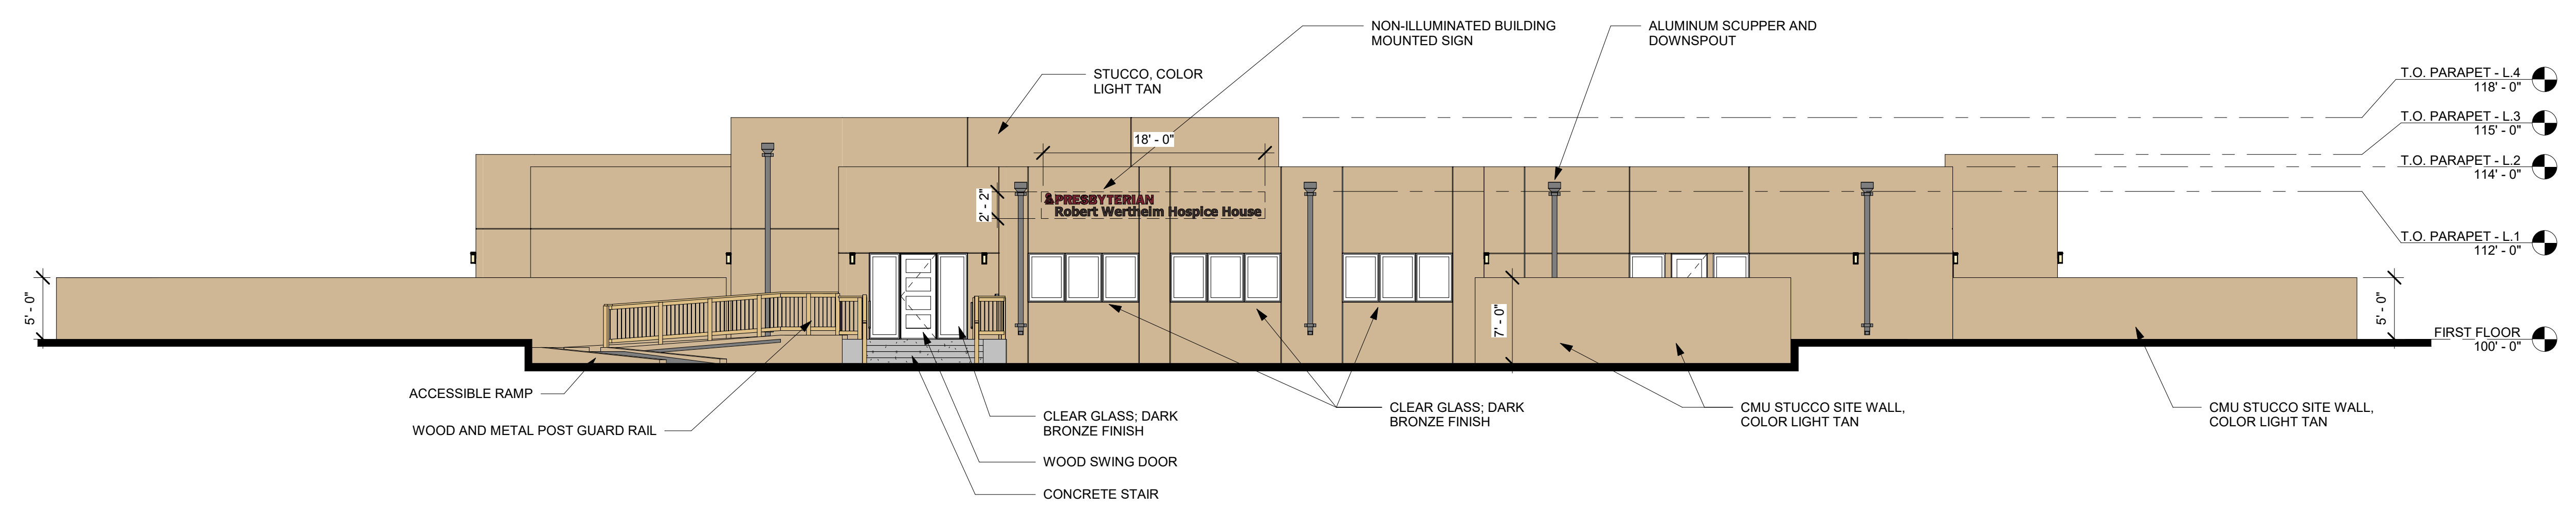 NON-ILLUMINATED BUILDING
MOUNTED SIGN
ALUMINUM SCUPPER AND
DOWNSPOUT
STUCCO, COLOR
LIGHT TAN
T.O. PARAPET - L.4
118' - 0"
T.O. PARAPET - L.3
115' - 0"
T.O. PARAPET - L.2
114' - 0"
T.O. PARAPET - L.1
112' - 0"
FIRST FLOOR
100' - 0"
18' - 0"
2' - 2"
PRESBYTERIAN
Robert Wertheim Hospice House
5' - 0"
7' - 0"
5' - 0"
ACCESSIBLE RAMP
WOOD AND METAL POST GUARD RAIL
CLEAR GLASS; DARK
BRONZE FINISH
WOOD SWING DOOR
CONCRETE STAIR
CLEAR GLASS; DARK
BRONZE FINISH
CMU STUCCO SITE WALL,
COLOR LIGHT TAN
CMU STUCCO SITE WALL,
COLOR LIGHT TAN